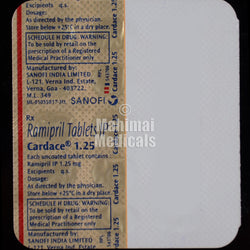 Excipients q.s.
Dosage:
As directed by the physician.
Store below +25°C in a dry place.
SCHEDULE H DRUG: WARNING:
To be sold by retail on the
prescription of a Registered
Medical Practitioner only
Manufactured by:
SANOFI INDIA LIMITED
L-121, Verna Ind. Estate,
Verna, Goa - 403722.
M.L. 349
SANOFI
Rx
Ramipril Tablets
Cardace® 1.25
Mahimai
Medicals
Each uncoated tablet contains
Ramipril IP 1.25 mg
Excipients q.s.
Dosage:
As directed by the physician.
Store below +25°C in a dry place
SCHEDULE H DRUG: WARNING:
To be sold by retail on the
prescription of a Registered
Medical Practitioner only
Manufactured by:
SANOFI INDIA LIMITED